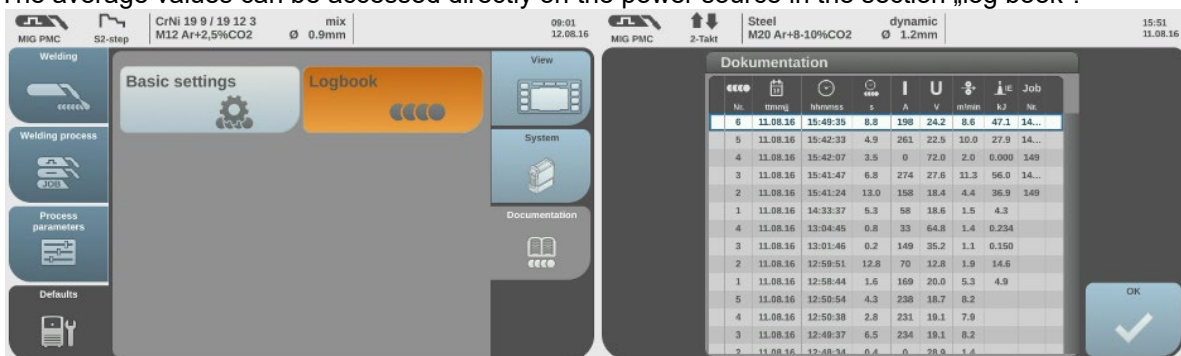 The average values can be accessed directly on the power source in the section „log book“.
MIG PMC
S2-step
CrNi 19 9 / 19 12 3 mix
M12 Ar+2,5%CO2 Ø 0.9mm
09:01
12.08.16
Welding
Welding process
JOB
Process
parameters
Defaults
Basic settings
Logbook
View
System
Documentation
MIG PMC
2-Takt
Steel dynamic
M20 Ar+8-10%CO2 Ø 1.2mm
15:51
11.08.16
Dokumentation
I U IE Job
Nr. ttmmjj hhmmss s A V m/min kJ Nr.
6 11.08.16 15:49:35 8.8 198 24.2 8.6 47.1 14...
5 11.08.16 15:42:33 4.9 261 22.5 10.0 27.9 14...
4 11.08.16 15:42:07 3.5 0 72.0 2.0 0.000 149
3 11.08.16 15:41:47 6.8 274 27.6 11.3 56.0 14...
2 11.08.16 15:41:24 13.0 158 18.4 4.4 36.9 149
1 11.08.16 14:33:37 5.3 58 18.6 1.5 4.3
4 11.08.16 13:04:45 0.8 33 64.8 1.4 0.234
3 11.08.16 13:01:46 0.2 149 35.2 1.1 0.150
2 11.08.16 12:59:51 12.8 70 12.8 1.9 14.6
1 11.08.16 12:58:44 1.6 169 20.0 5.3 4.9
5 11.08.16 12:50:54 4.3 238 18.7 8.2
4 11.08.16 12:50:38 2.8 231 19.1 7.9
3 11.08.16 12:49:37 6.5 234 19.1 8.2
2 11.08.16 12:48:34 0.4 0 28.9 1.4
OK